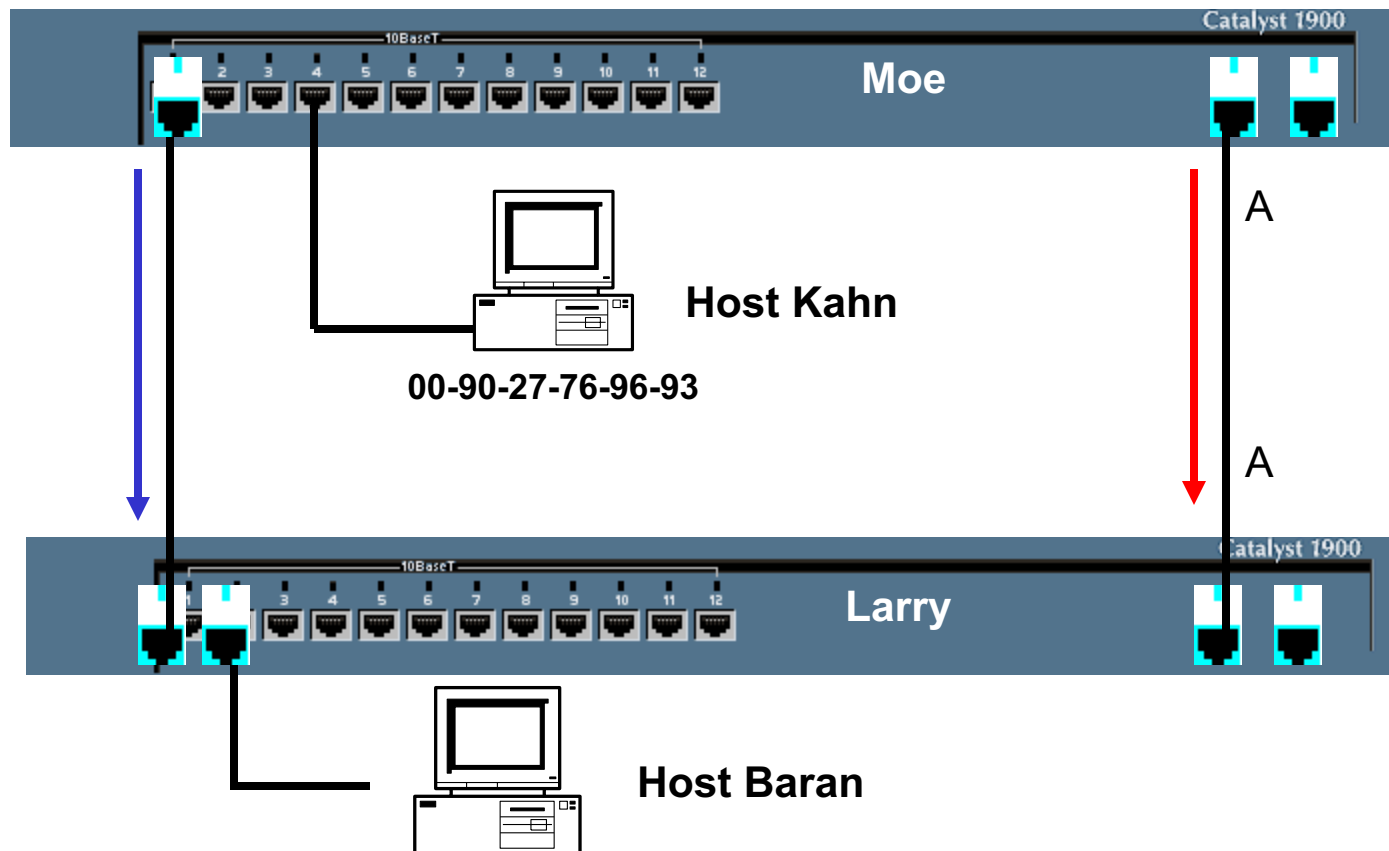 Catalyst 1900
10BaseT
2 3 4 5 6 7 8 9 10 11 12
Moe
A
Host Kahn
00-90-27-76-96-93
A
atalyst 1900
10BaseT
1 3 4 5 6 7 8 9 10 11 12
Larry
Host Baran